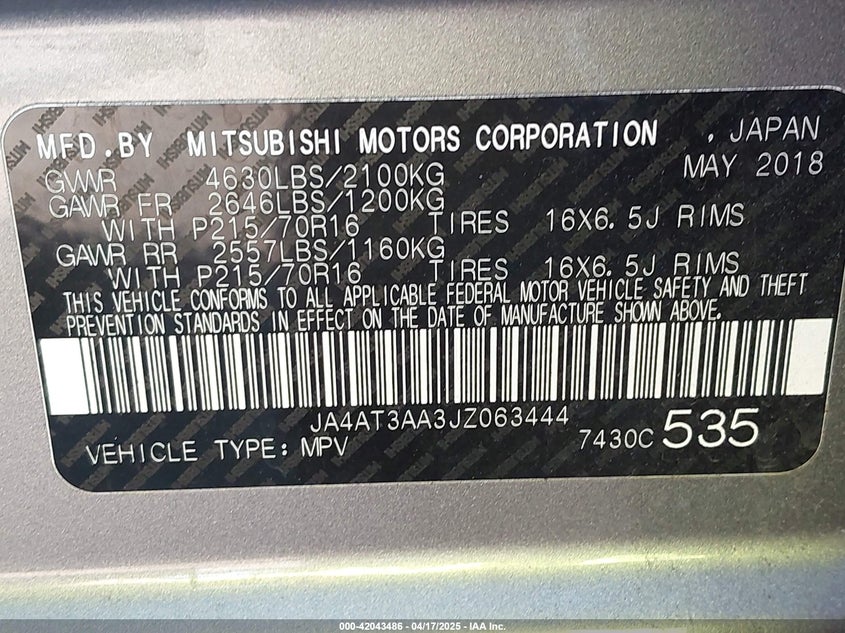 MFD.BY MITSUBISHI MOTORS CORPORATION , JAPAN
GVWR 4630LBS/2100KG MAY 2018
GAWR FR 2646LBS/1200KG
WITH P215/70R16 TIRES 16X6.5J RIMS
GAWR RR 2557LBS/1160KG
WITH P215/70R16 TIRES 16X6.5J RIMS
THIS VEHICLE CONFORMS TO ALL APPLICABLE FEDERAL MOTOR VEHICLE SAFETY AND THEFT
PREVENTION STANDARDS IN EFFECT ON THE DATE OF MANUFACTURE SHOWN ABOVE.
JA4AT3AA3JZ063444
VEHICLE TYPE: MPV 7430C 535
000-42043486 - 04/17/2025 - IAA Inc.